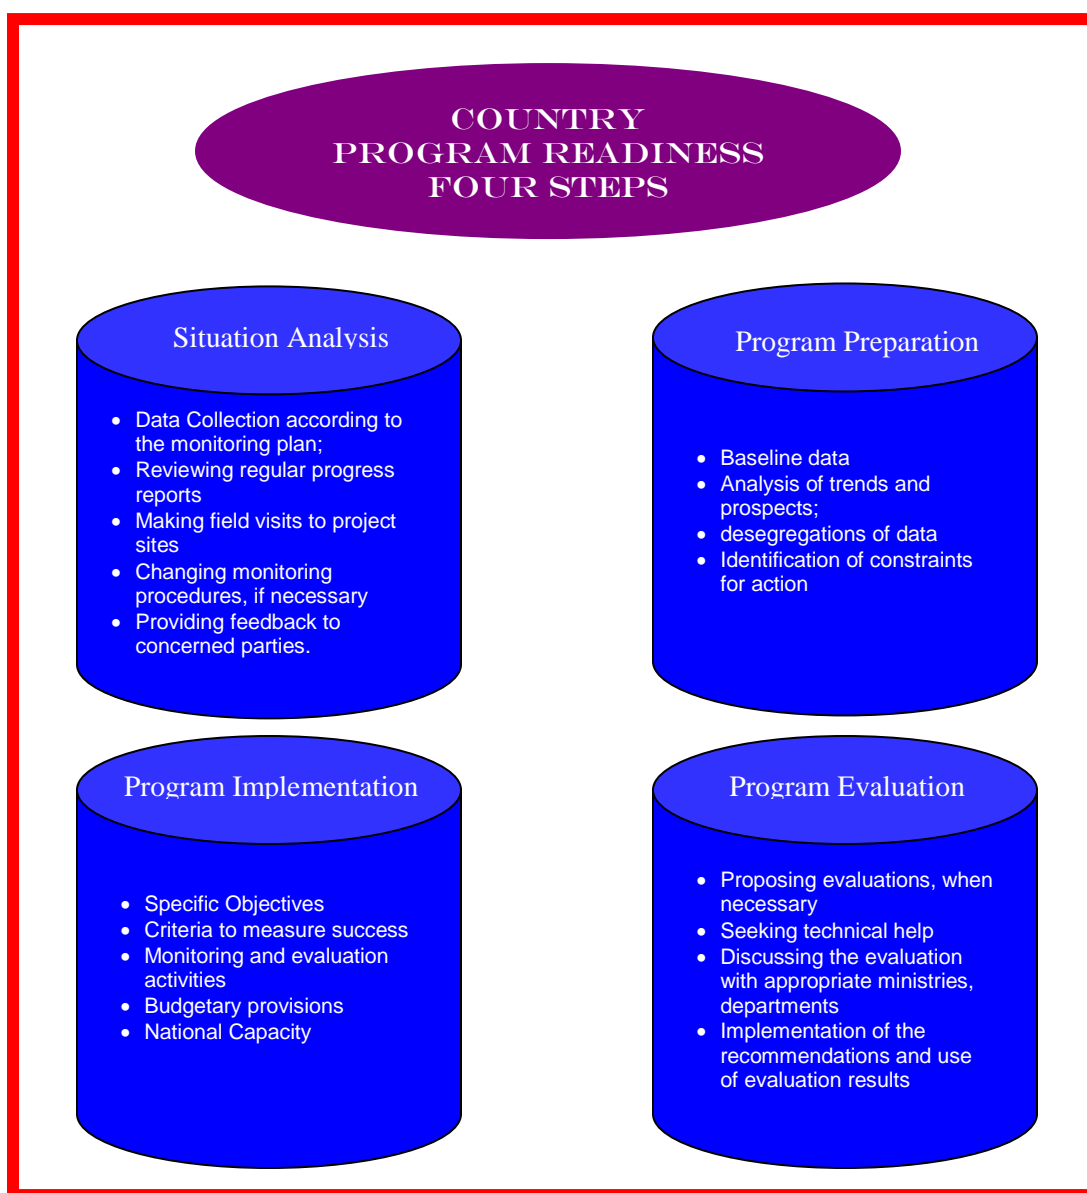 COUNTRY
PROGRAM READINESS
FOUR STEPS
Situation Analysis
• Data Collection according to
the monitoring plan;
• Reviewing regular progress
reports
• Making field visits to project
sites
• Changing monitoring
procedures, if necessary
• Providing feedback to
concerned parties.
Program Preparation
• Baseline data
• Analysis of trends and
prospects;
• desegregations of data
• Identification of constraints
for action
Program Implementation
• Specific Objectives
• Criteria to measure success
• Monitoring and evaluation
activities
• Budgetary provisions
• National Capacity
Program Evaluation
• Proposing evaluations, when
necessary
• Seeking technical help
• Discussing the evaluation
with appropriate ministries,
departments
• Implementation of the
recommendations and use
of evaluation results